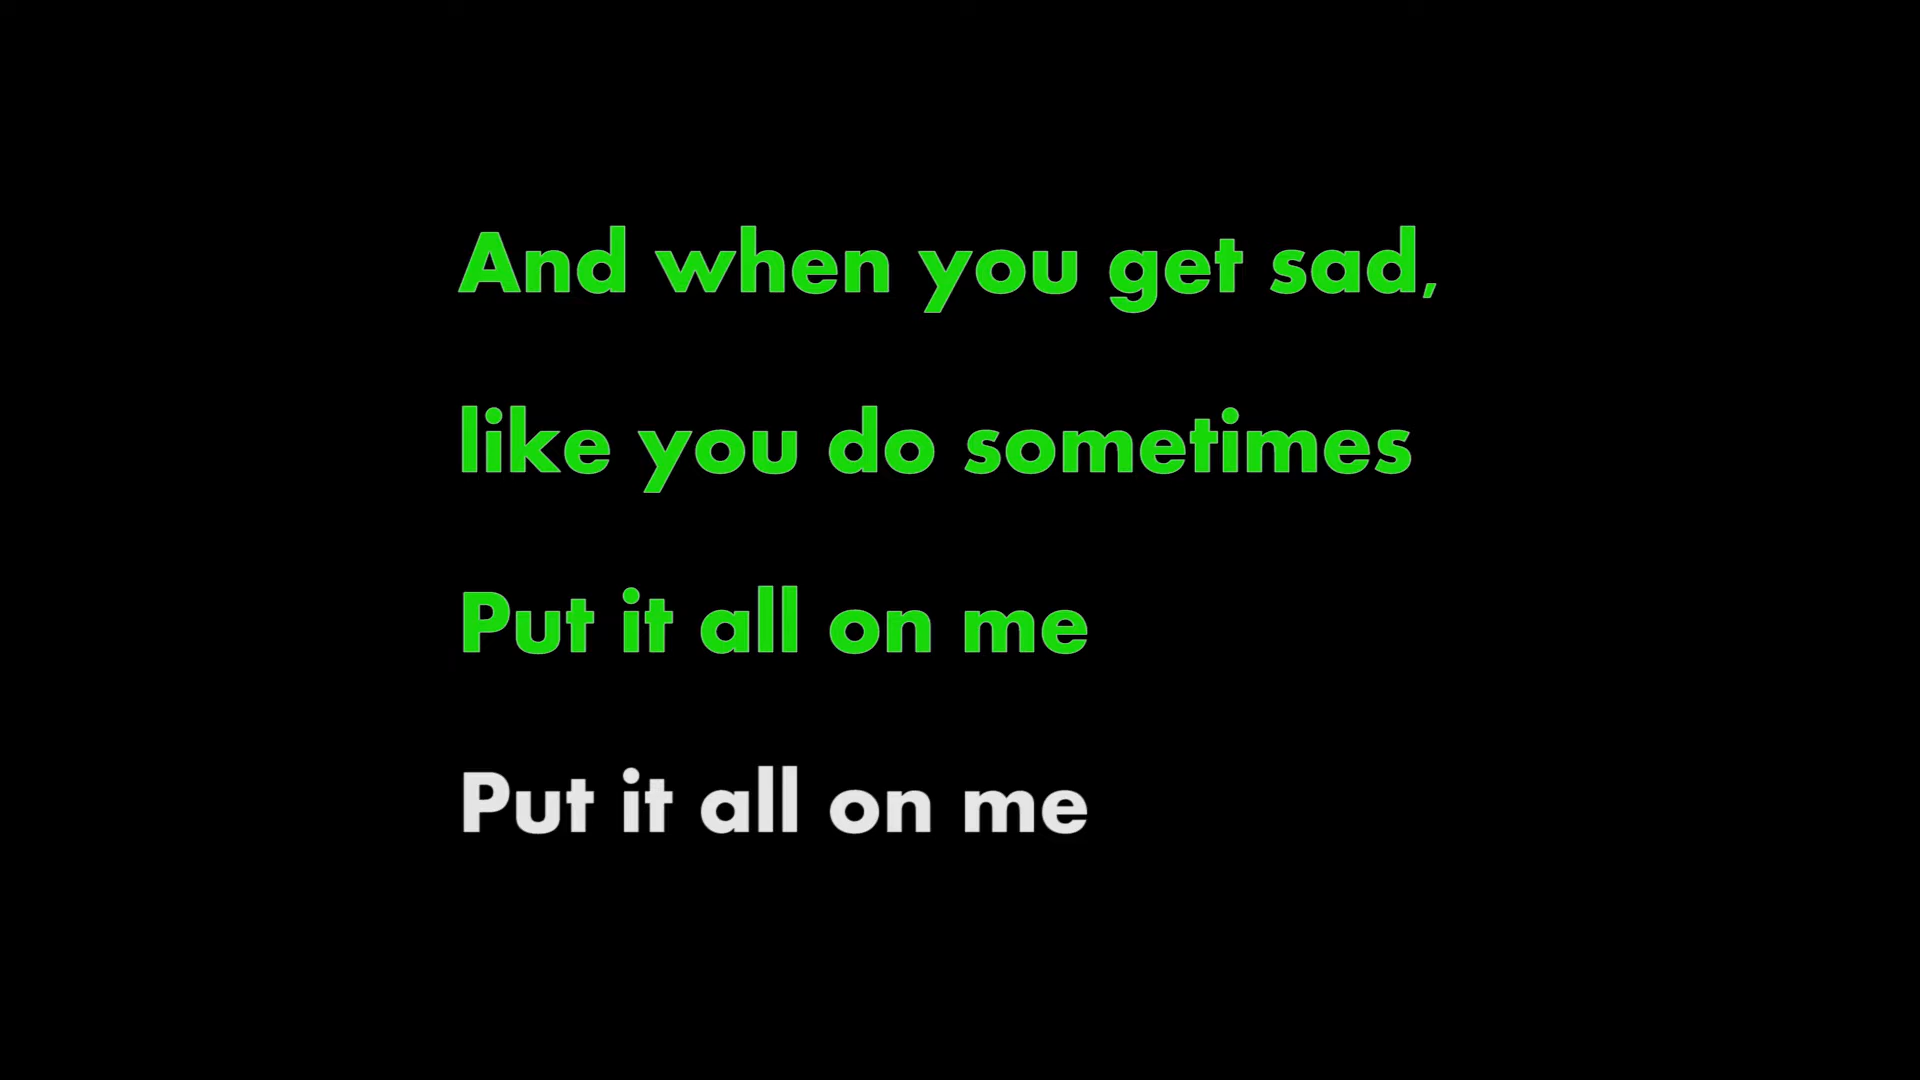 And when you get sad,
like you do sometimes
Put it all on me
Put it all on me